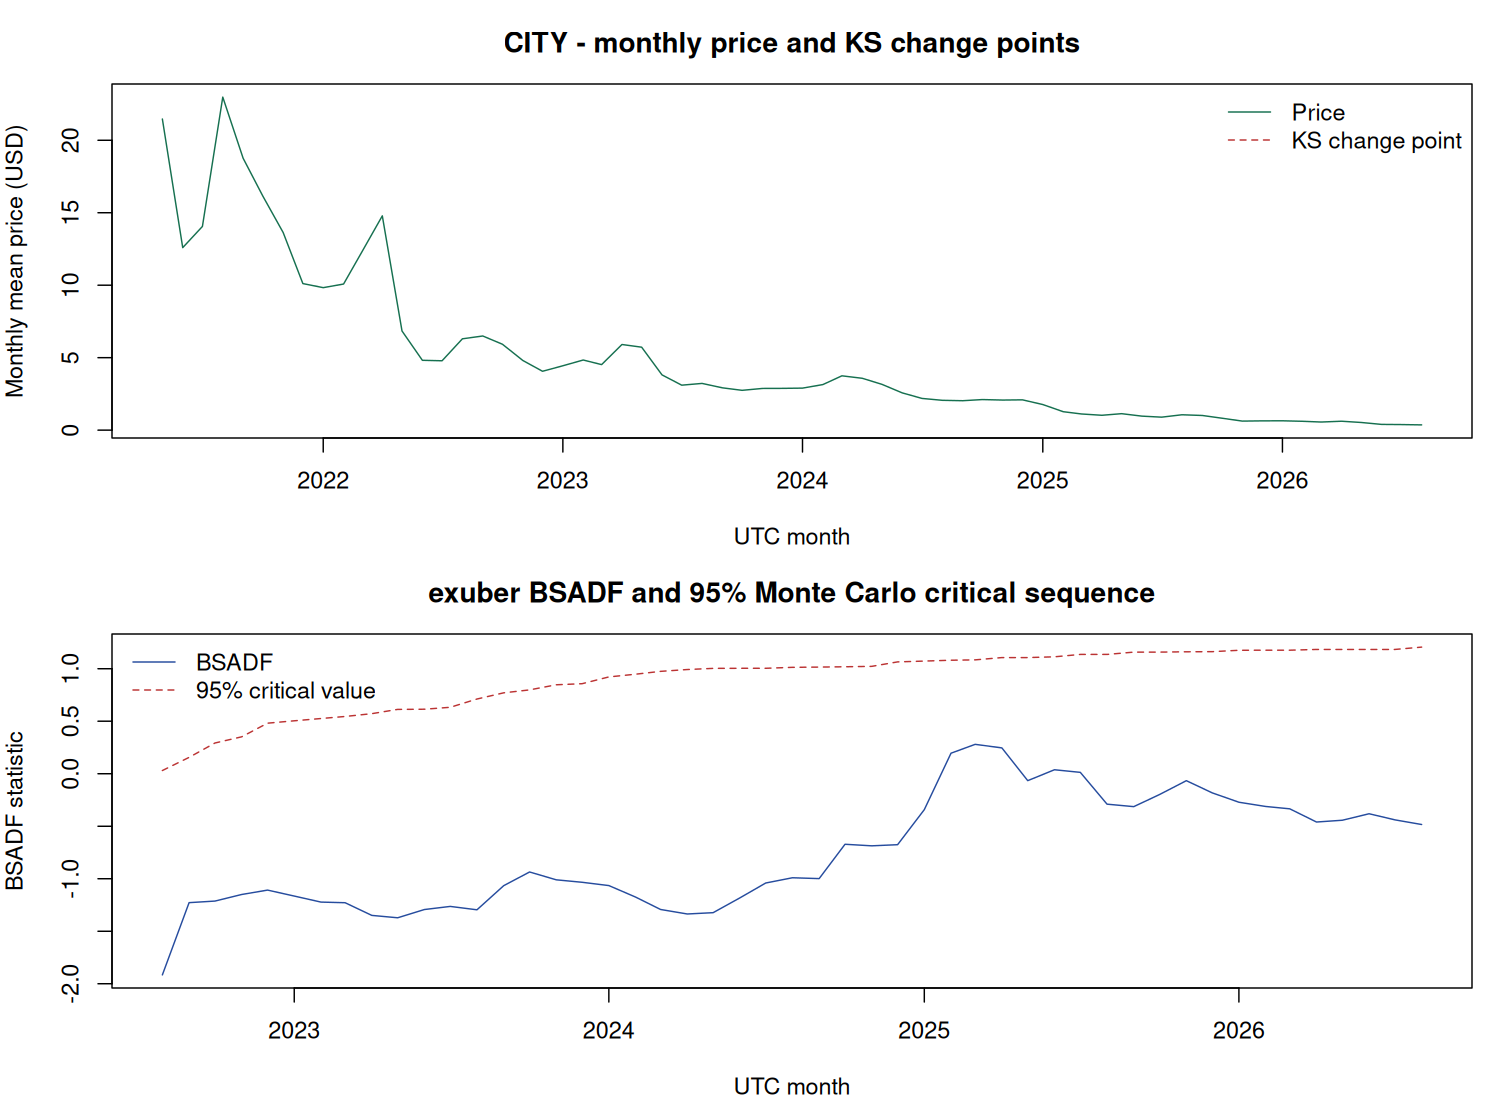 CITY - monthly price and KS change points
Monthly mean price (USD)
20
15
10
5
0
Price
KS change point
2022 2023 2024 2025 2026
UTC month
exuber BSADF and 95% Monte Carlo critical sequence
BSADF statistic
1.0
0.5
0.0
-1.0
-2.0
BSADF
95% critical value
2023 2024 2025 2026
UTC month